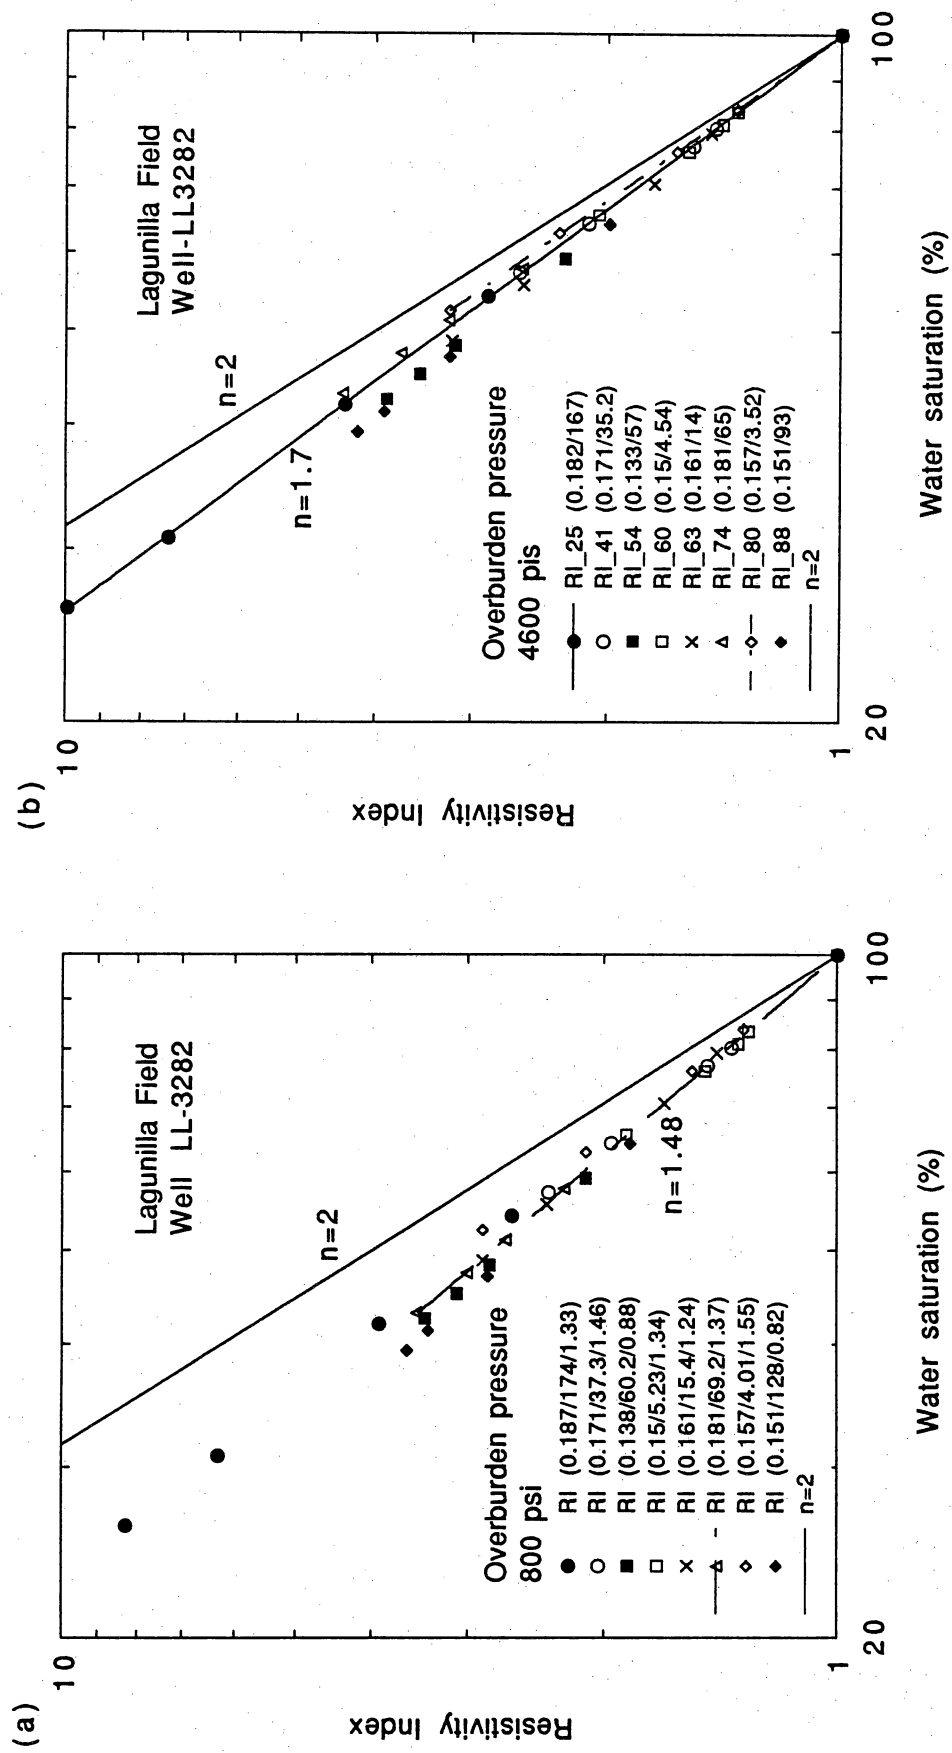 (a)
Resistivity Index
10
1
20
100
Water saturation (%)
Lagunilla Field
Well LL-3282
n=2
n=1.48
Overburden pressure
800 psi
RI (0.187/174/1.33)
RI (0.171/37.3/1.46)
RI (0.138/60.2/0.88)
RI (0.15/5.23/1.34)
RI (0.161/15.4/1.24)
RI (0.181/69.2/1.37)
RI (0.157/4.01/1.55)
RI (0.151/128/0.82)
n=2
(b)
Resistivity Index
10
1
20
100
Water saturation (%)
Lagunilla Field
Well-LL3282
n=2
n=1.7
Overburden pressure
4600 pis
RI_25 (0.182/167)
RI_41 (0.171/35.2)
RI_54 (0.133/57)
RI_60 (0.15/4.54)
RI_63 (0.161/14)
RI_74 (0.181/65)
RI_80 (0.157/3.52)
RI_88 (0.151/93)
n=2